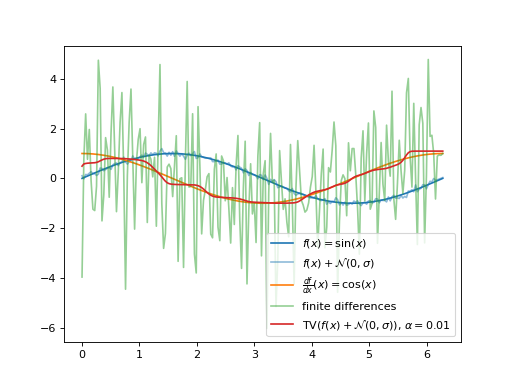 4
2
0
−2
−4
−6
0 1 2 3 4 5 6
f(x) = sin(x)
f(x) + 𝒩(0, σ)
df/dx(x) = cos(x)
finite differences
TV(f(x) + 𝒩(0, σ)), α = 0.01